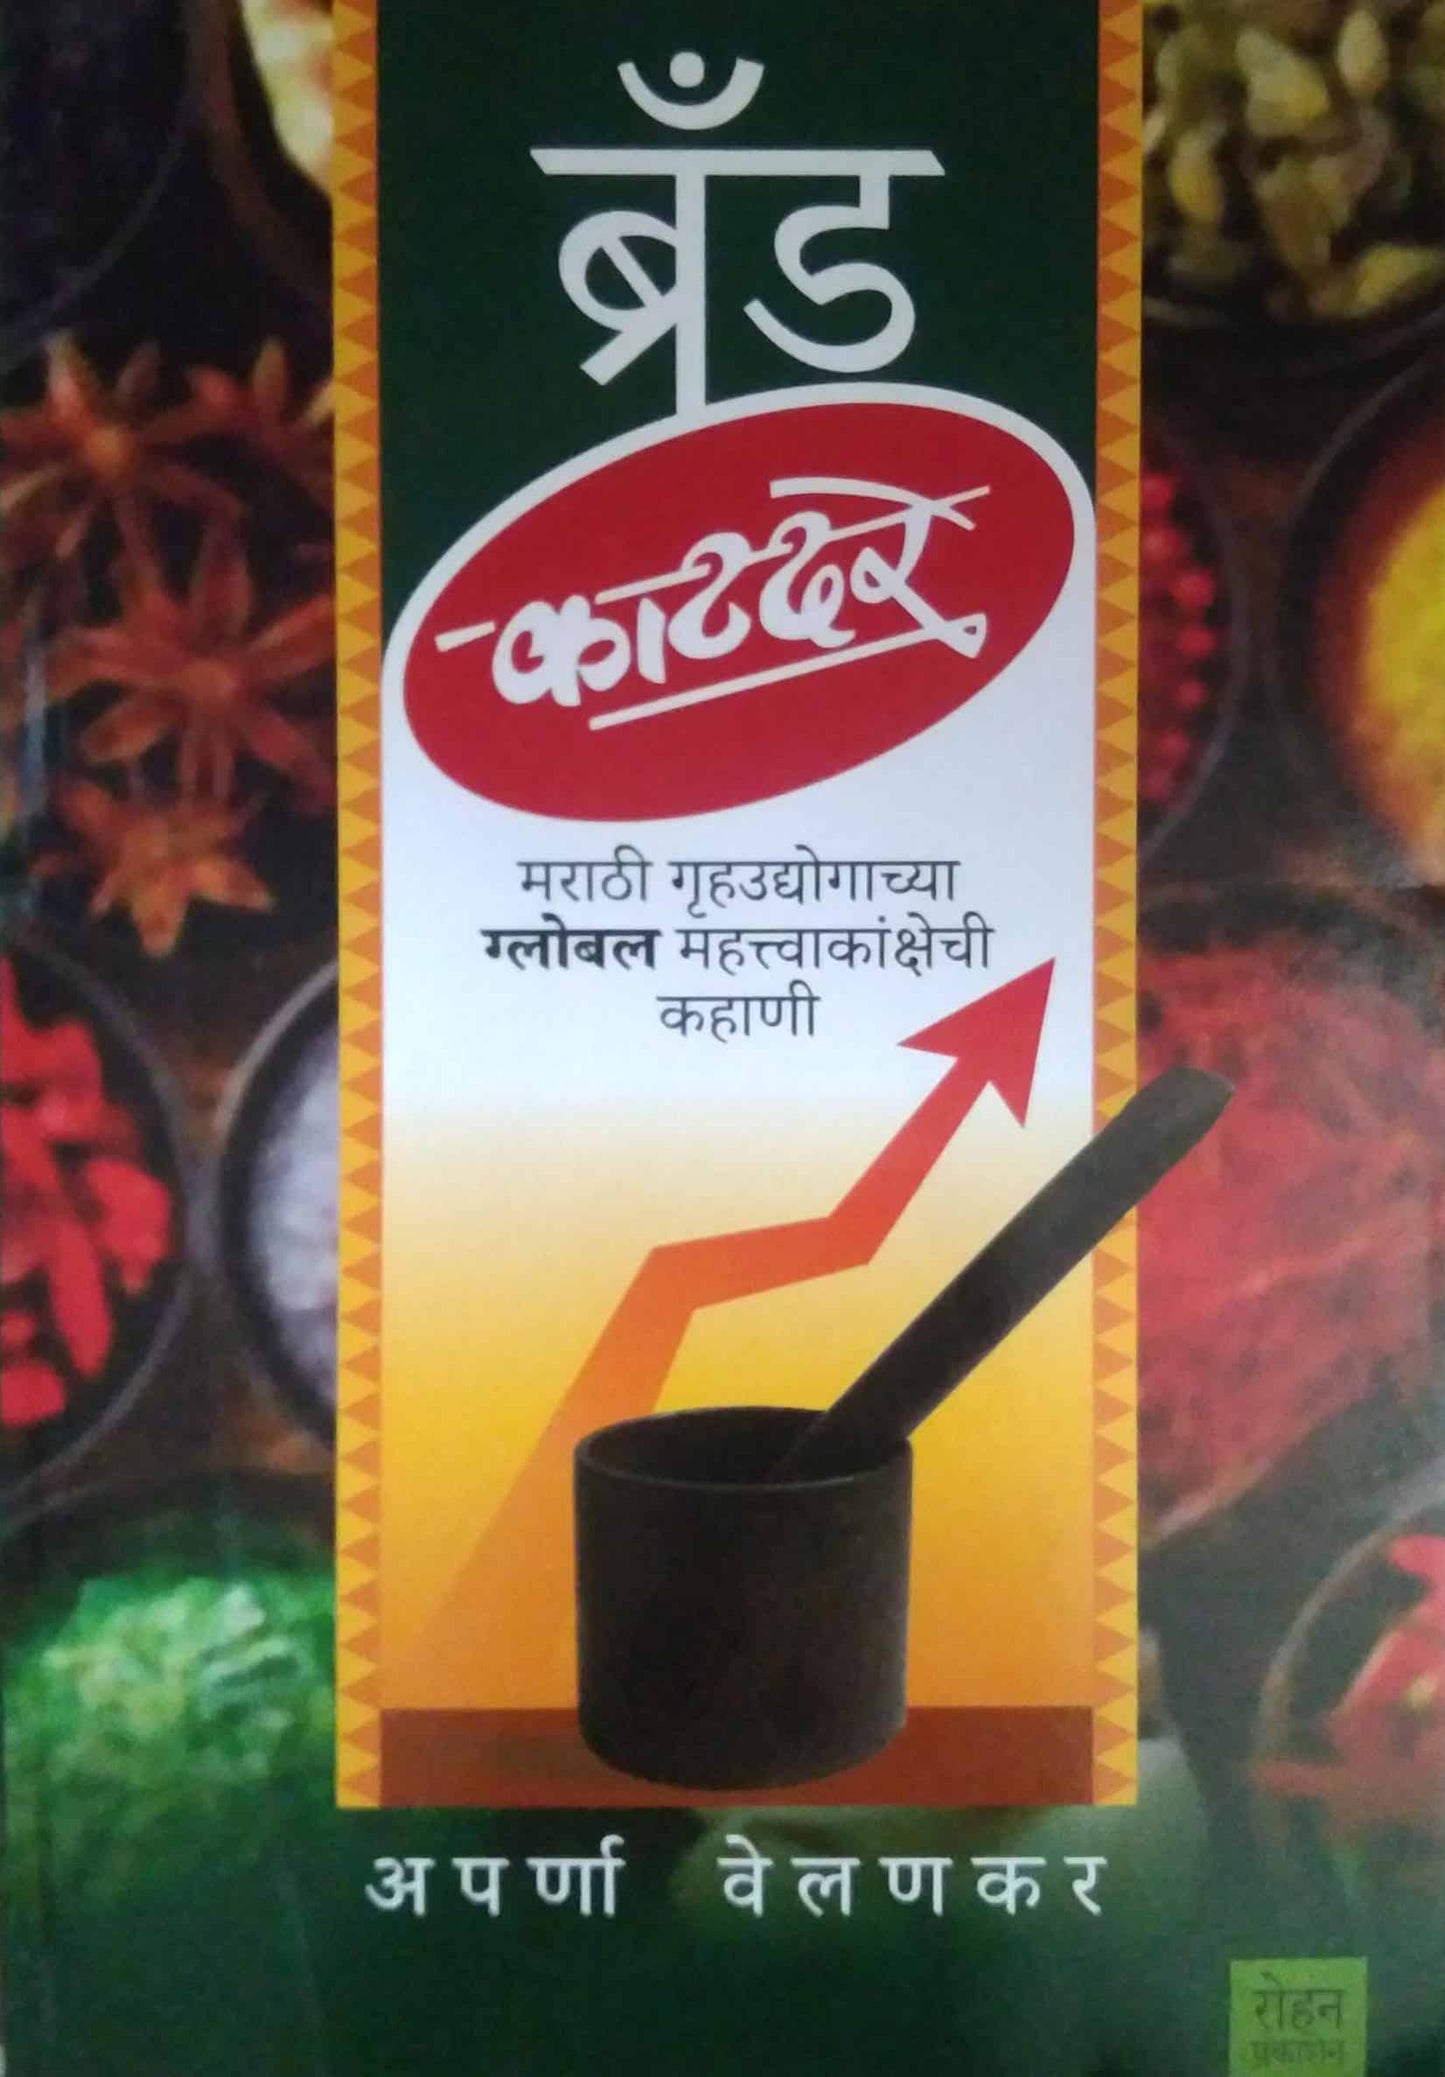 ब्रँड
काटदरे
मराठी गृहउद्योगाच्या
ग्लोबल महत्त्वाकांक्षेची
कहाणी
अपर्णा वेलणकर
रोहन
प्रकाशन